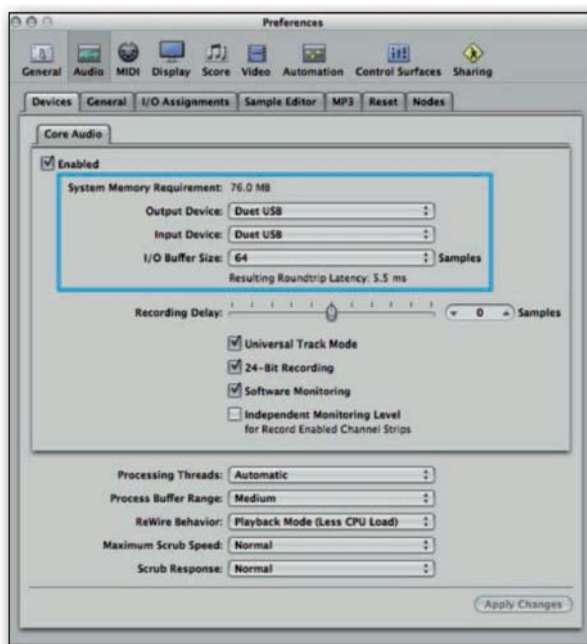 Preferences
General Audio MIDI Display Score Video Automation Control Surfaces Sharing
Devices General I/O Assignments Sample Editor MP3 Reset Nodes
Core Audio
Enabled
System Memory Requirement: 76.0 MB
Output Device: Duet USB
Input Device: Duet USB
I/O Buffer Size: 64 Samples
Resulting Roundtrip Latency: 5.5 ms
Recording Delay: 0 Samples
Universal Track Mode
24-Bit Recording
Software Monitoring
Independent Monitoring Level
for Record Enabled Channel Strips
Processing Threads: Automatic
Process Buffer Range: Medium
ReWire Behavior: Playback Mode (Less CPU Load)
Maximum Scrub Speed: Normal
Scrub Response: Normal
Apply Changes